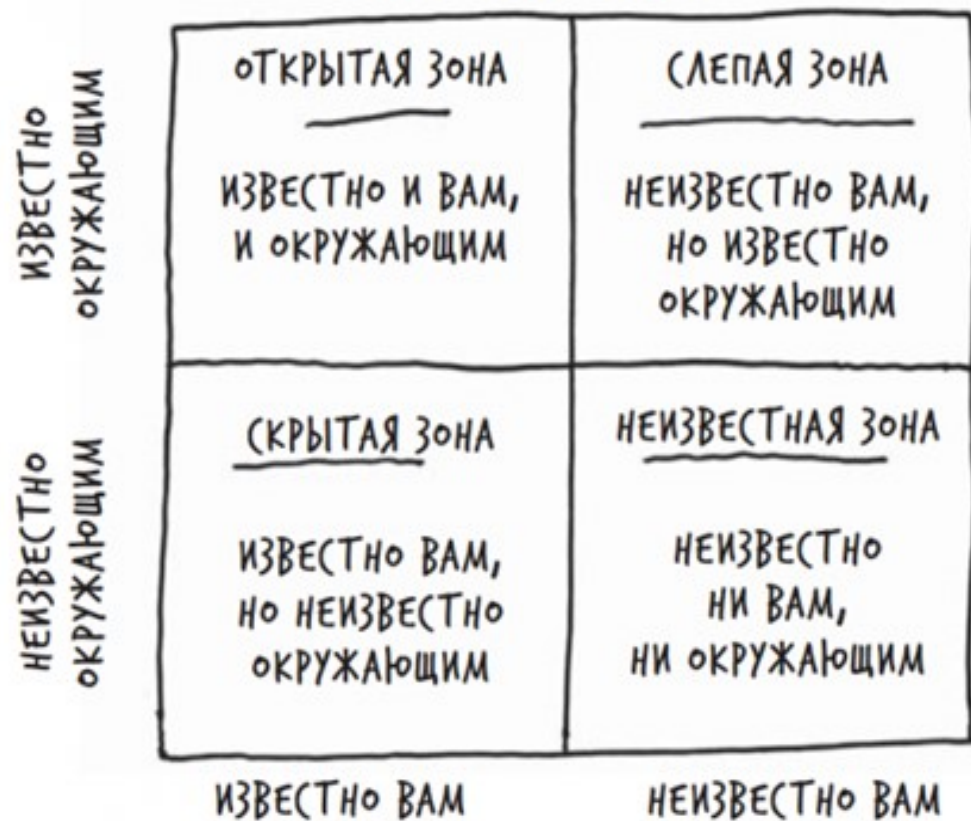 ИЗВЕСТНО
ОКРУЖАЮЩИМ
ОТКРЫТАЯ ЗОНА
ИЗВЕСТНО И ВАМ,
И ОКРУЖАЮЩИМ
СЛЕПАЯ ЗОНА
НЕИЗВЕСТНО ВАМ,
НО ИЗВЕСТНО
ОКРУЖАЮЩИМ
НЕИЗВЕСТНО
ОКРУЖАЮЩИМ
СКРЫТАЯ ЗОНА
ИЗВЕСТНО ВАМ,
НО НЕИЗВЕСТНО
ОКРУЖАЮЩИМ
НЕИЗВЕСТНАЯ ЗОНА
НЕИЗВЕСТНО
НИ ВАМ,
НИ ОКРУЖАЮЩИМ
ИЗВЕСТНО ВАМ
НЕИЗВЕСТНО ВАМ